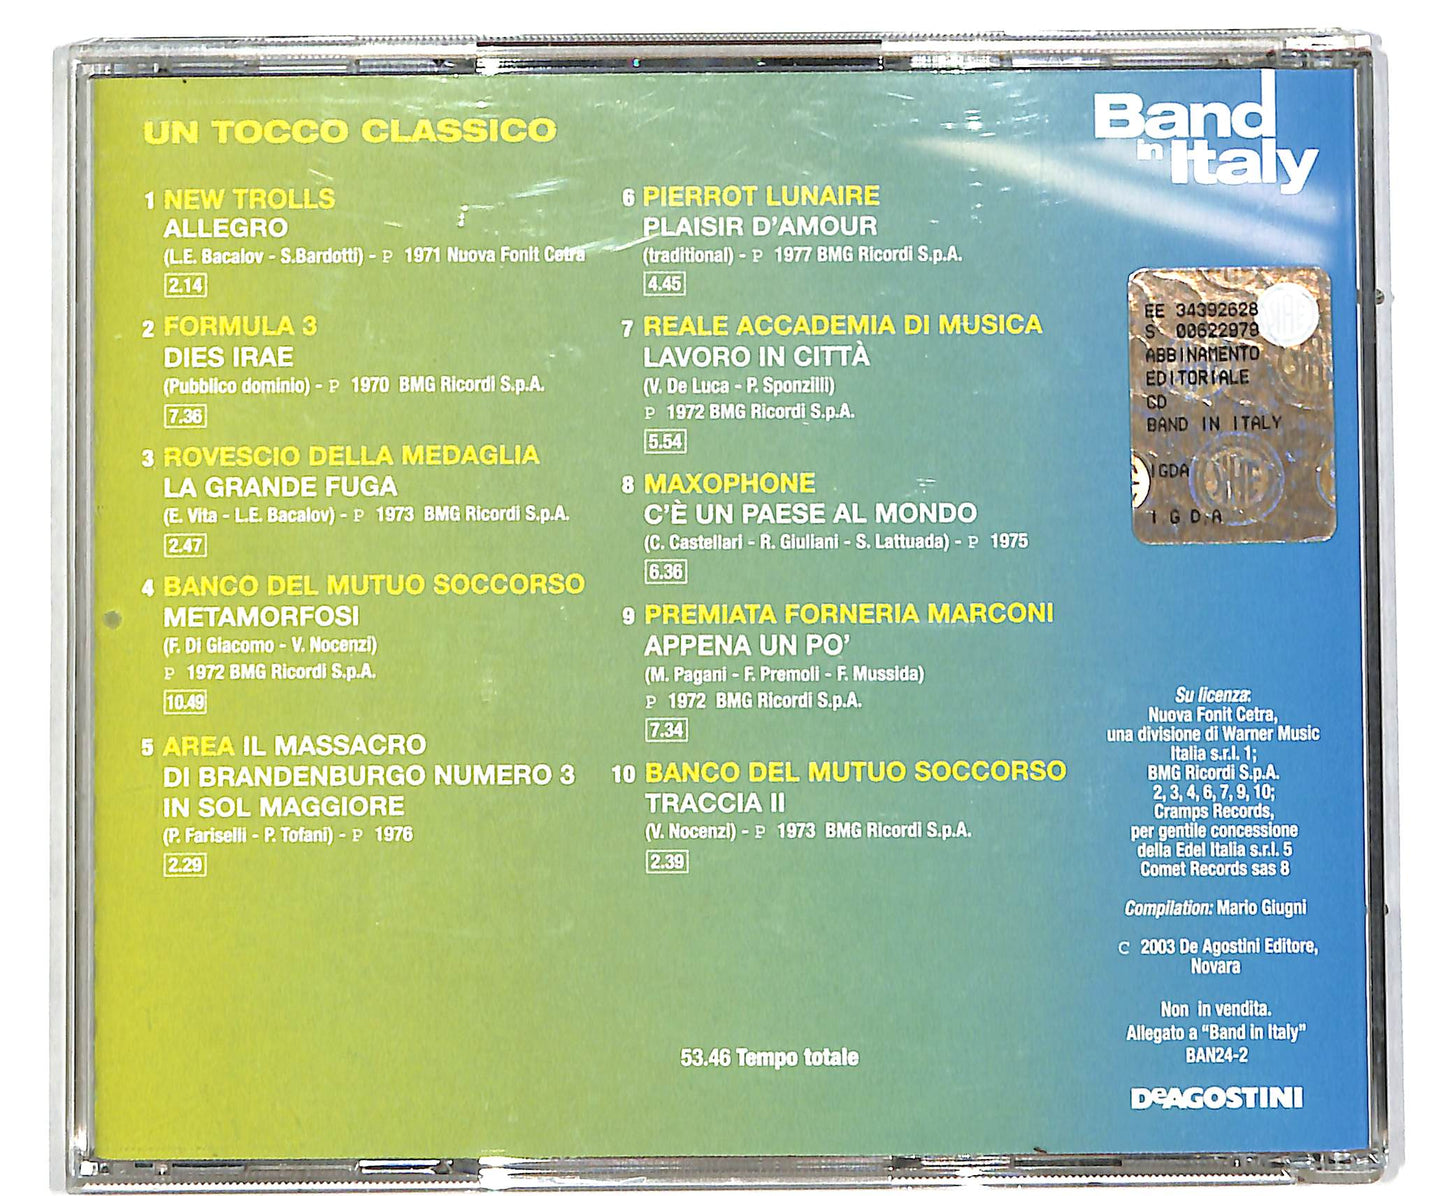 UN TOCCO CLASSICO
1 NEW TROLLS
ALLEGRO
(L.E. Bacalov - S.Bardotti) - P 1971 Nuova Fonit Cetra
2.14
2 FORMULA 3
DIES IRAE
(Pubblico dominio) - P 1970 BMG Ricordi S.p.A.
7.36
3 ROVESCIO DELLA MEDAGLIA
LA GRANDE FUGA
(E. Vita - L.E. Bacalov) - P 1973 BMG Ricordi S.p.A.
2.47
4 BANCO DEL MUTUO SOCCORSO
METAMORFOSI
(F. Di Giacomo - V. Nocenzi)
P 1972 BMG Ricordi S.p.A.
10.49
5 AREA IL MASSACRO
DI BRANDENBURGO NUMERO 3
IN SOL MAGGIORE
(P. Fariselli - P. Tofani) - P 1976
2.29
6 PIERROT LUNAIRE
PLAISIR D'AMOUR
(traditional) - P 1977 BMG Ricordi S.p.A.
4.45
7 REALE ACCADEMIA DI MUSICA
LAVORO IN CITTÀ
(V. De Luca - P. Sponzilli)
P 1972 BMG Ricordi S.p.A.
5.54
8 MAXOPHONE
C'È UN PAESE AL MONDO
(C. Castellari - R. Giuliani - S. Lattuada) - P 1975
6.36
9 PREMIATA FORNERIA MARCONI
APPENA UN PO'
(M. Pagani - F. Premoli - F. Mussida)
P 1972 BMG Ricordi S.p.A.
7.34
10 BANCO DEL MUTUO SOCCORSO
TRACCIA II
(V. Nocenzi) - P 1973 BMG Ricordi S.p.A.
2.39
53.46 Tempo totale
Band
in Italy
EE 34392628
S 00622979
ABBINAMENTO
EDITORIALE
CD
BAND IN ITALY
IGDA
I G D A
Su licenza:
Nuova Fonit Cetra,
una divisione di Warner Music
Italia s.r.l. 1;
BMG Ricordi S.p.A.
2, 3, 4, 6, 7, 9, 10;
Cramps Records,
per gentile concessione
della Edel Italia s.r.l. 5
Comet Records sas 8
Compilation: Mario Giugni
C 2003 De Agostini Editore,
Novara
Non in vendita.
Allegato a "Band in Italy"
BAN24-2
DeAGOSTINI